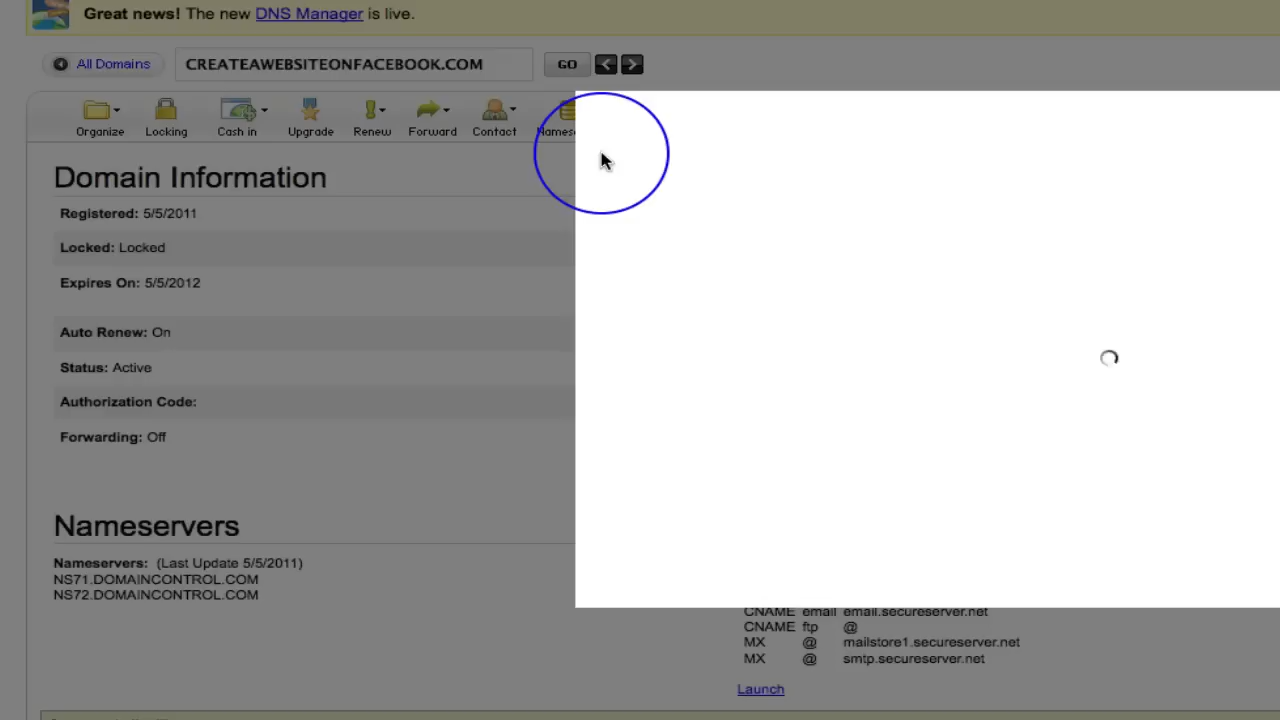 Great news! The new DNS Manager is live.
All Domains
CREATEAWEBSITEONFACEBOOK.COM
GO
Organize Locking Cash in Upgrade Renew Forward Contact
Domain Information
Registered: 5/5/2011
Locked: Locked
Expires On: 5/5/2012
Auto Renew: On
Status: Active
Authorization Code:
Forwarding: Off
Nameservers
Nameservers: (Last Update 5/5/2011)
NS71.DOMAINCONTROL.COM
NS72.DOMAINCONTROL.COM
CNAME email email.secureserver.net
CNAME ftp @
MX @ mailstore1.secureserver.net
MX @ smtp.secureserver.net
Launch